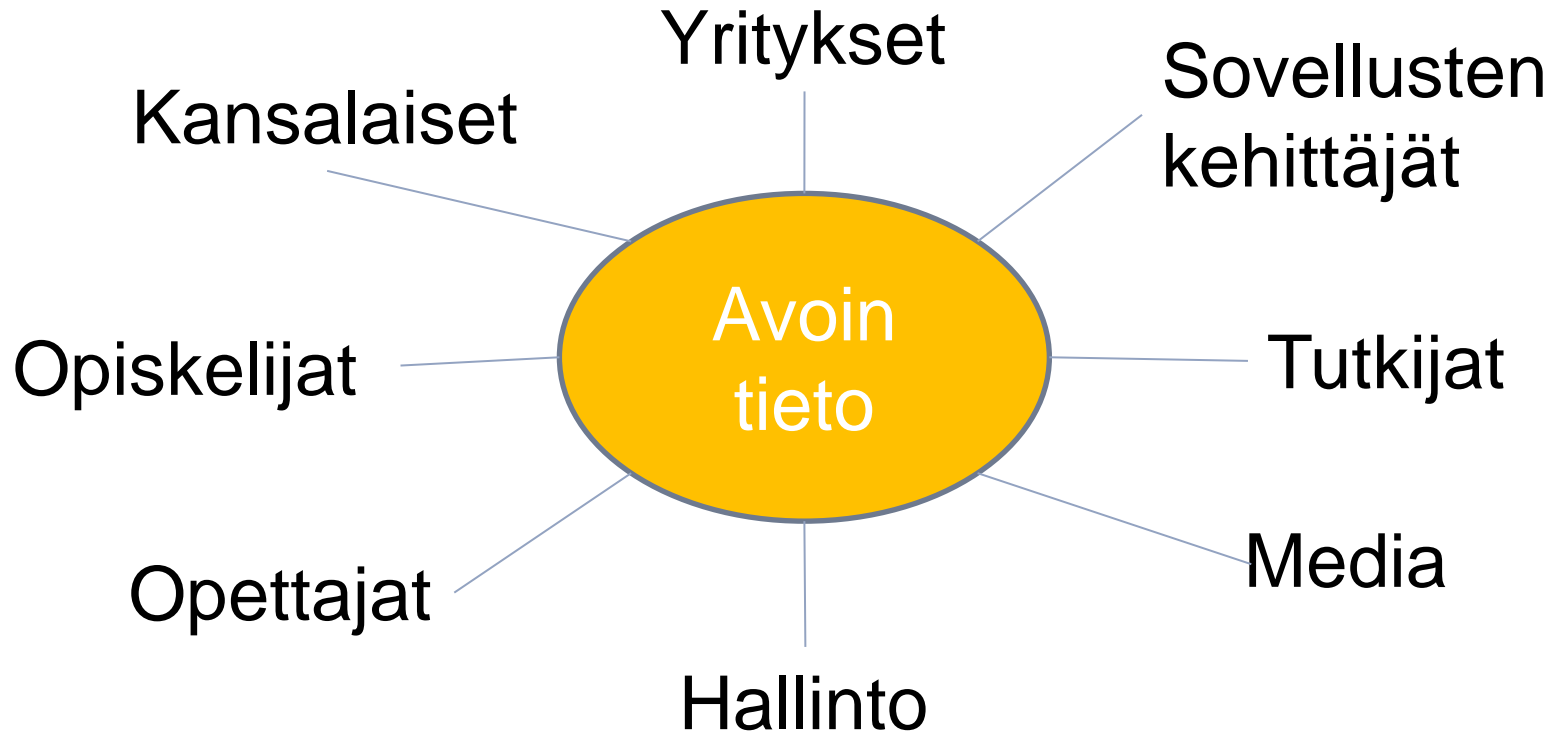 Yritykset
Sovellusten
kehittäjät
Kansalaiset
Avoin
tieto
Opiskelijat
Tutkijat
Opettajat
Media
Hallinto